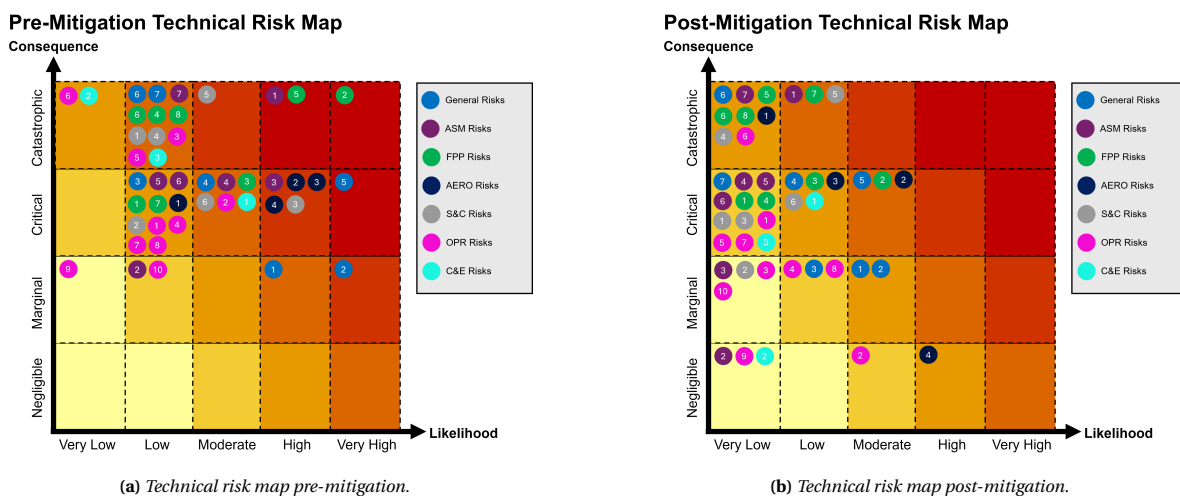 Pre-Mitigation Technical Risk Map
Consequence
Catastrophic
6 2 6 7 7 5 1 5 2
6 4 8
1 4 3
5 3
Critical
3 5 6 4 4 3 3 2 3 5
1 7 1 6 2 1 4 3
2 1 4
7 8
Marginal
9 2 10 1 2
Negligible
Very Low Low Moderate High Very High
Likelihood
General Risks
ASM Risks
FPP Risks
AERO Risks
S&C Risks
OPR Risks
C&E Risks
(a) Technical risk map pre-mitigation.
Post-Mitigation Technical Risk Map
Consequence
Catastrophic
6 7 5 1 7 5
6 8 1
4 6
Critical
7 4 5 4 3 3 5 2 2
6 1 4 6 1
1 3 1
5 7 3
Marginal
3 2 3 4 3 8 1 2
10
Negligible
2 9 2 2 4
Very Low Low Moderate High Very High
Likelihood
General Risks
ASM Risks
FPP Risks
AERO Risks
S&C Risks
OPR Risks
C&E Risks
(b) Technical risk map post-mitigation.